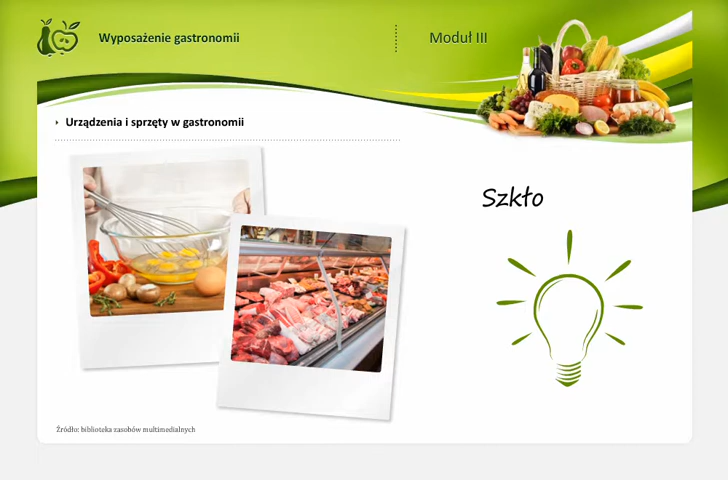 Wyposażenie gastronomii
Moduł III
Urządzenia i sprzęty w gastronomii
Szkło
Źródło: biblioteka zasobów multimedialnych